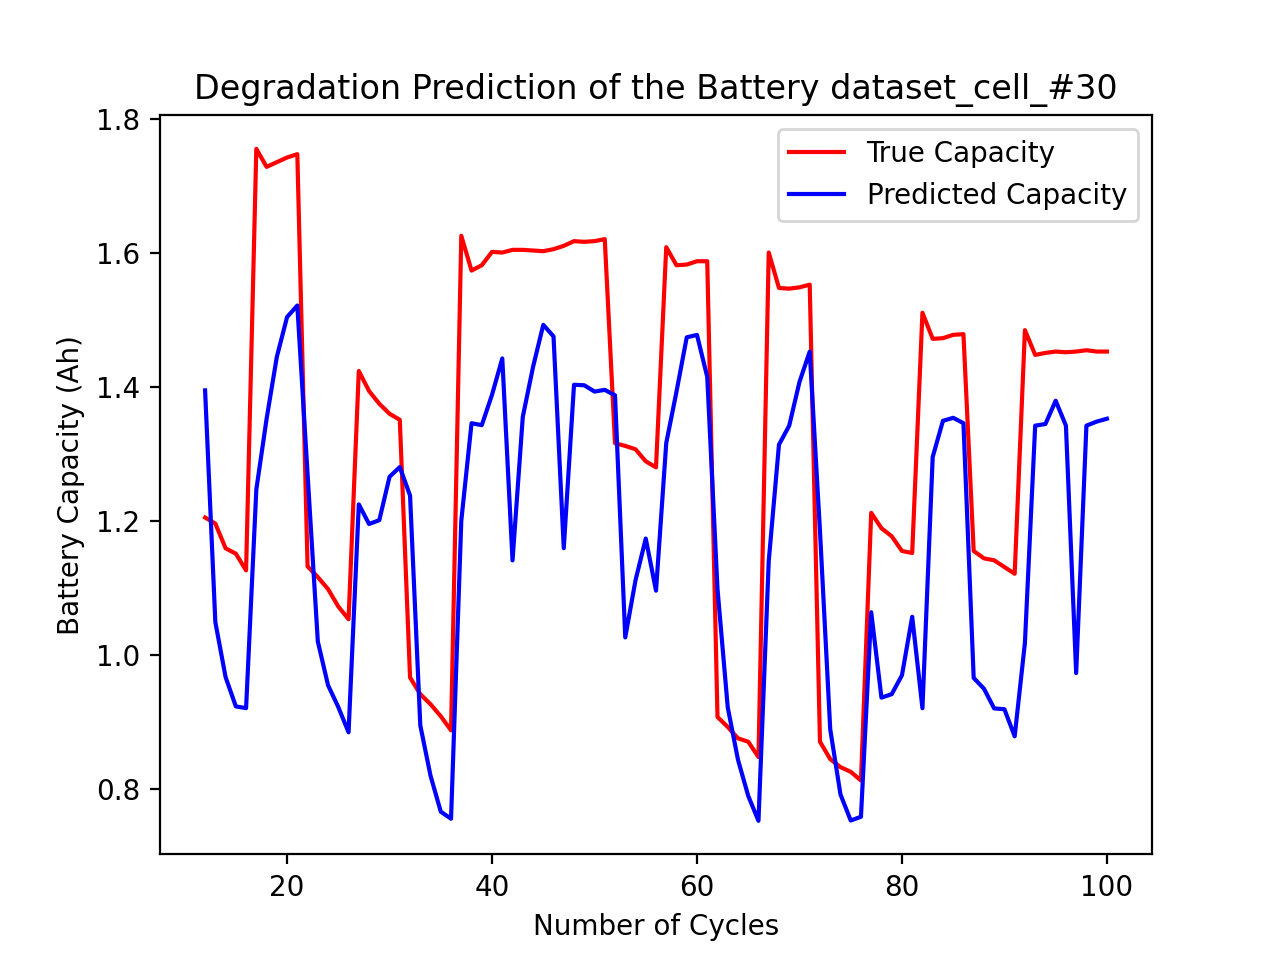 Degradation Prediction of the Battery dataset_cell_#30
True Capacity
Predicted Capacity
Battery Capacity (Ah)
1.8
1.6
1.4
1.2
1.0
0.8
20 40 60 80 100
Number of Cycles